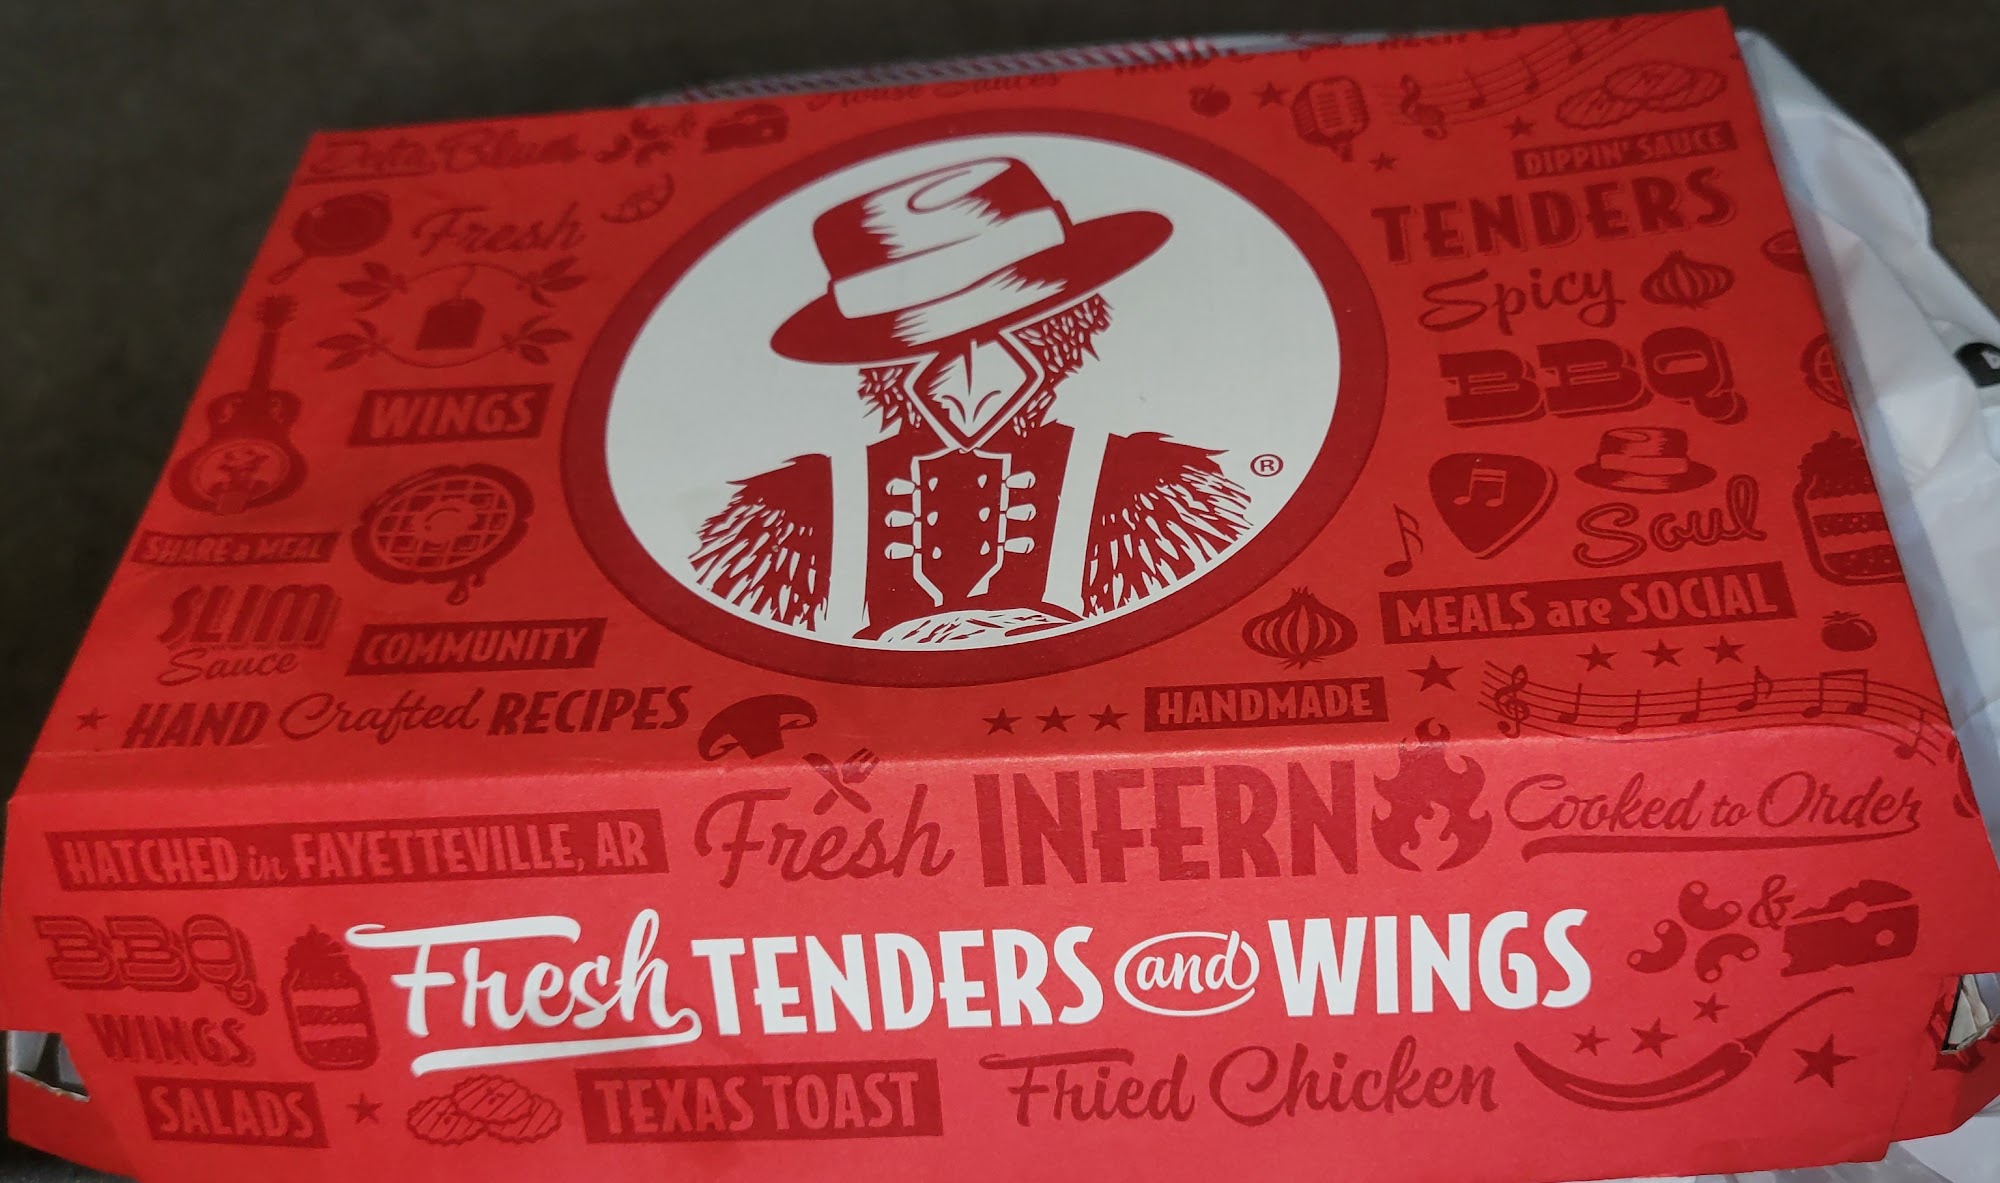 House Sauces
Delta Blues
Fresh
WINGS
SHARE a MEAL
SLIM
Sauce
COMMUNITY
HAND Crafted RECIPES
®
DIPPIN' SAUCE
TENDERS
Spicy
BBQ
Soul
MEALS are SOCIAL
HANDMADE
HATCHED in FAYETTEVILLE, AR
Fresh INFERNO
Cooked to Order
BBQ
WINGS
SALADS
Fresh TENDERS and WINGS
&
TEXAS TOAST
Fried Chicken